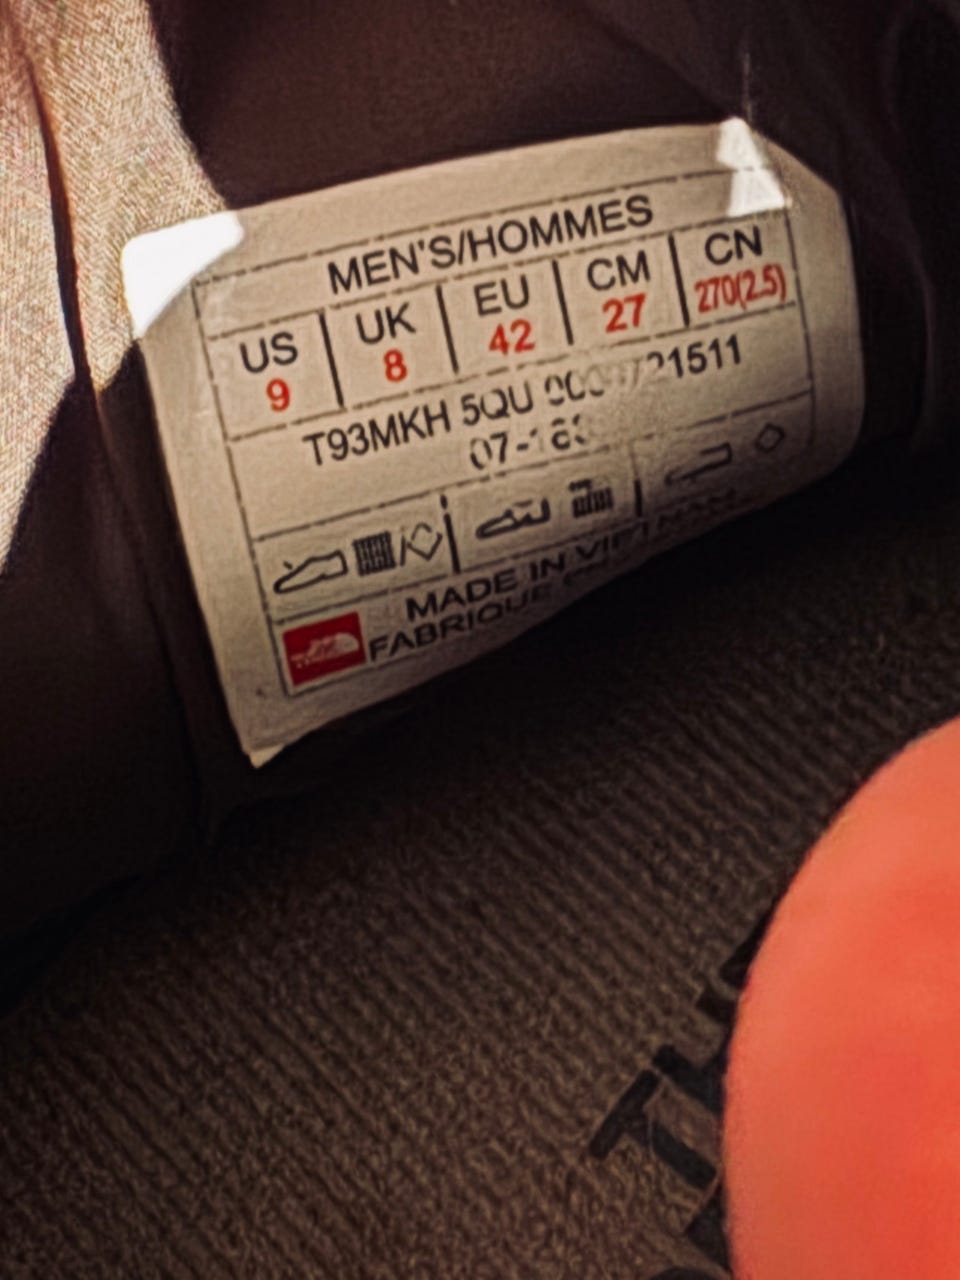 MEN'S/HOMMES
US UK EU CM CN
9 8 42 27 270(2.5)
T93MKH 5QU
MADE IN VIETNAM
FABRIQUE